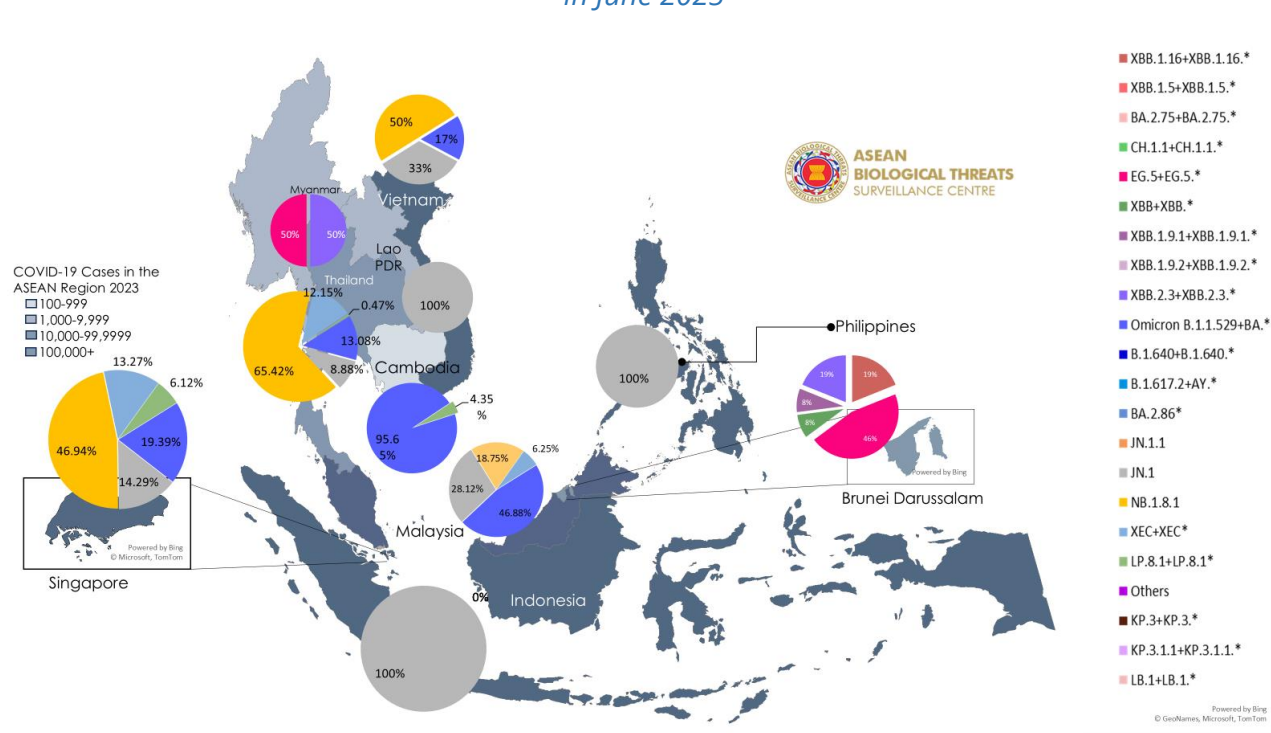 in June 2025
XBB.1.16+XBB.1.16.*
XBB.1.5+XBB.1.5.*
BA.2.75+BA.2.75.*
CH.1.1+CH.1.1.*
EG.5+EG.5.*
XBB+XBB.*
XBB.1.9.1+XBB.1.9.1.*
XBB.1.9.2+XBB.1.9.2.*
XBB.2.3+XBB.2.3.*
Omicron B.1.1.529+BA.*
B.1.640+B.1.640.*
B.1.617.2+AY.*
BA.2.86*
JN.1.1
JN.1
NB.1.8.1
XEC+XEC*
LP.8.1+LP.8.1*
Others
KP.3+KP.3.*
KP.3.1.1+KP.3.1.1.*
LB.1+LB.1.*
Powered by Bing
© GeoNames, Microsoft, TomTom
ASEAN BIOLOGICAL THREATS
SURVEILLANCE CENTRE
ASEAN
BIOLOGICAL THREATS
SURVEILLANCE CENTRE
50%
17%
33%
Vietnam
Myanmar
50%
50%
Lao
PDR
100%
Thailand
12.15%
0.47%
13.08%
8.88%
65.42%
COVID-19 Cases in the
ASEAN Region 2023
100-999
1,000-9,999
10,000-99,9999
100,000+
13.27%
6.12%
19.39%
14.29%
46.94%
Powered by Bing
© Microsoft, TomTom
Singapore
Cambodia
4.35
%
95.6
5%
18.75%
6.25%
28.12%
46.88%
Malaysia
Philippines
100%
19%
19%
8%
8%
46%
Powered by Bing
Brunei Darussalam
0%
Indonesia
100%